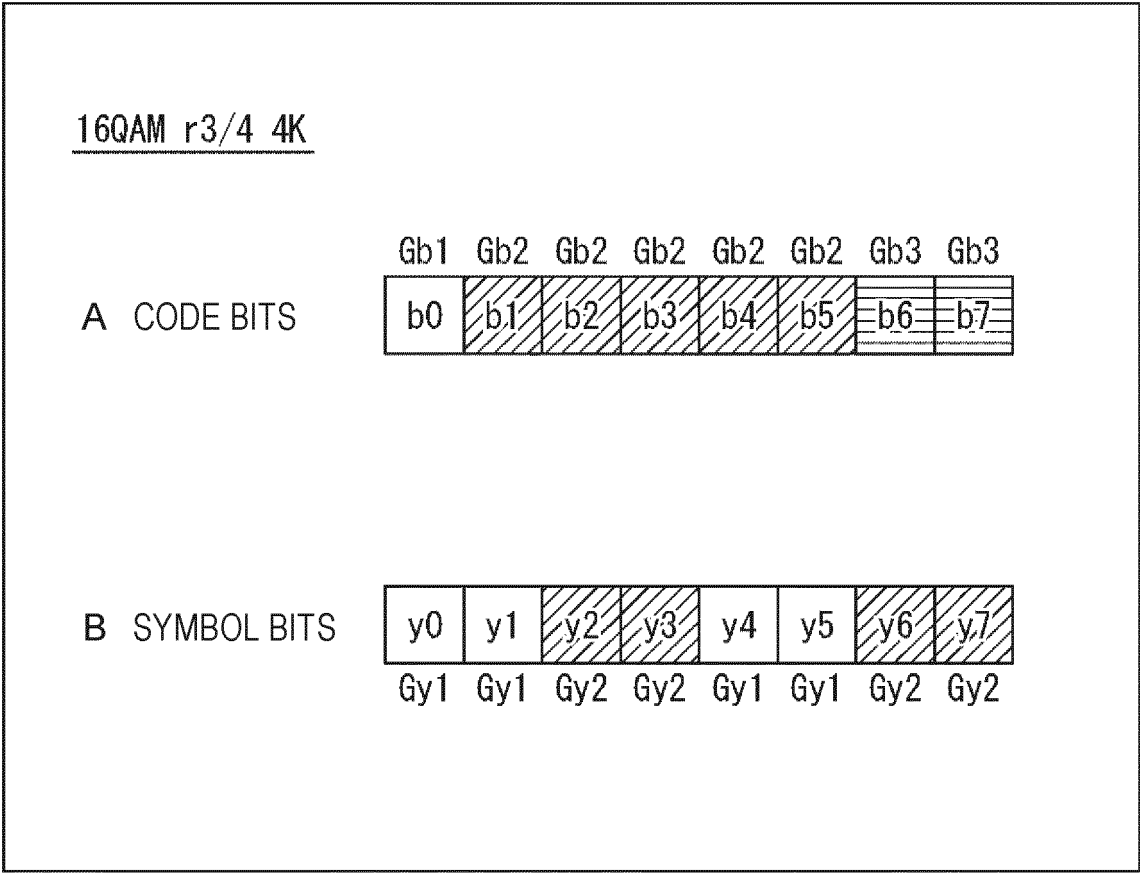 16QAM r3/4 4K
Gb1 Gb2 Gb2 Gb2 Gb2 Gb2 Gb3 Gb3
A CODE BITS b0 b1 b2 b3 b4 b5 b6 b7
B SYMBOL BITS y0 y1 y2 y3 y4 y5 y6 y7
Gy1 Gy1 Gy2 Gy2 Gy1 Gy1 Gy2 Gy2